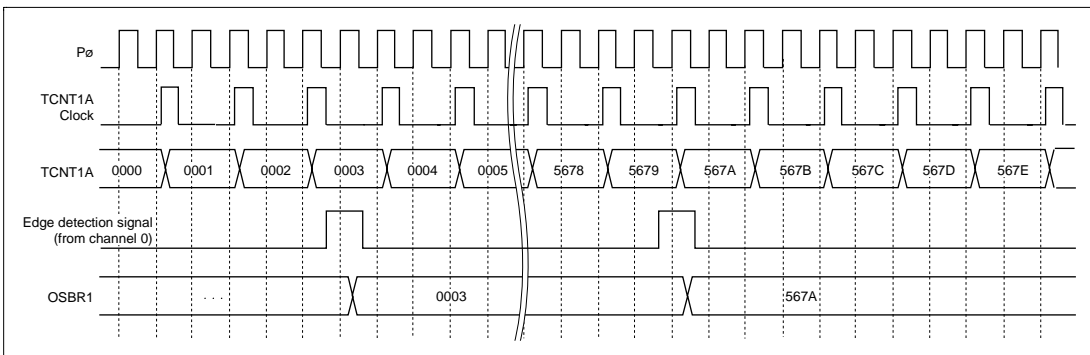 Pø
TCNT1A
Clock
TCNT1A 0000 0001 0002 0003 0004 0005 5678 5679 567A 567B 567C 567D 567E
Edge detection signal
(from channel 0)
OSBR1 . . . 0003 567A